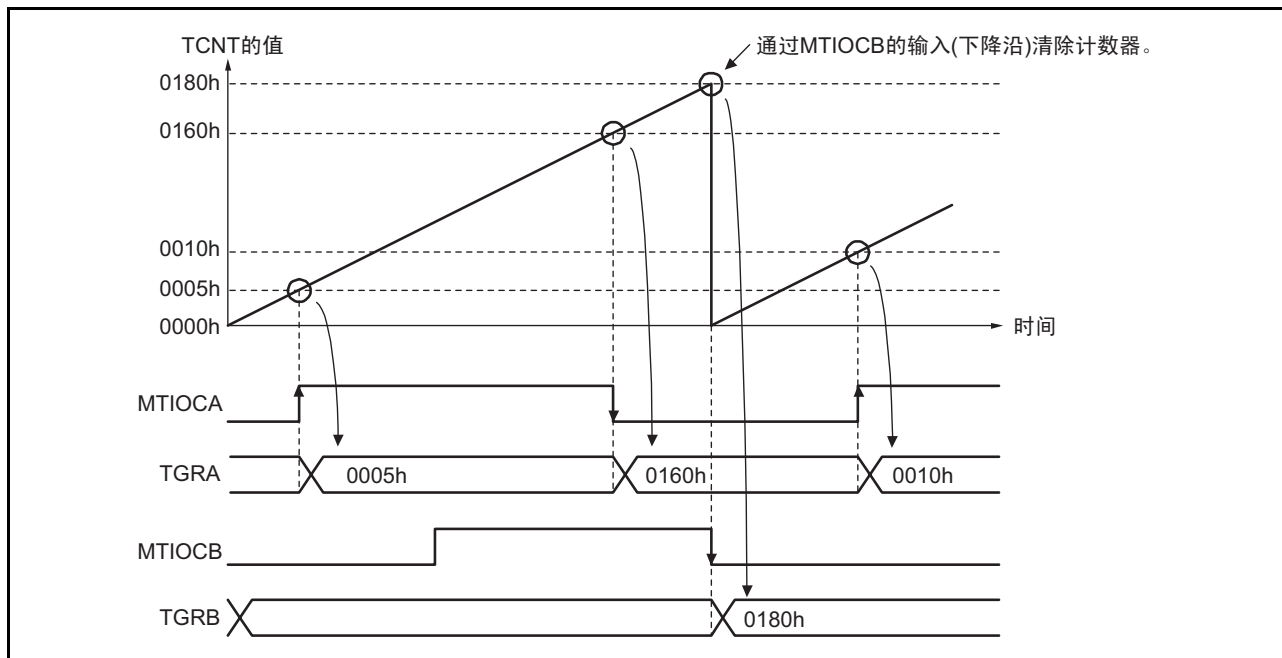 TCNT的值
通过MTIOCB的输入(下降沿)清除计数器。
0180h
0160h
0010h
0005h
0000h
时间
MTIOCA
TGRA
0005h
0160h
0010h
MTIOCB
TGRB
0180h